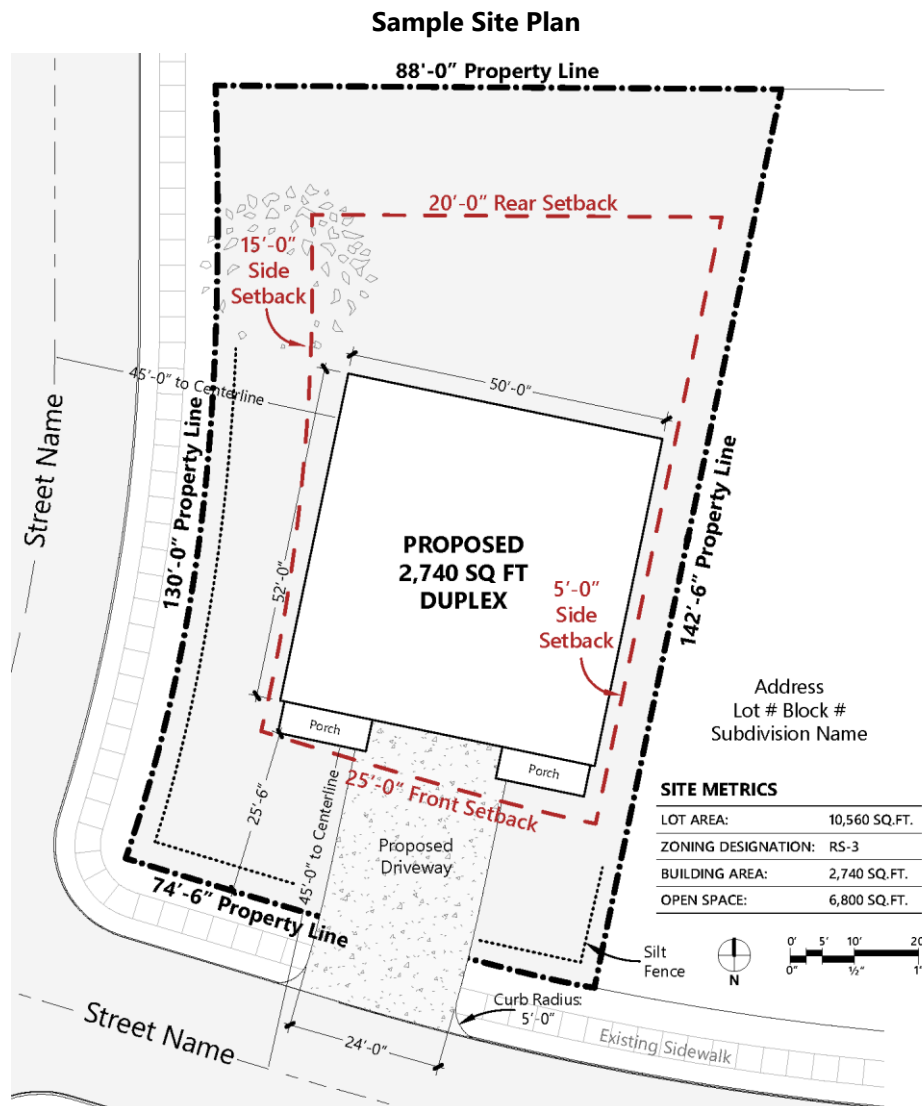 Sample Site Plan
88'-0” Property Line
20’-0” Rear Setback
15’-0”
Side
Setback
45’-0” to Centerline
50’-0”
Street Name
130’-0” Property Line
52’-0”
PROPOSED
2,740 SQ FT
DUPLEX
5’-0”
Side
Setback
142’-6” Property Line
Address
Lot # Block #
Subdivision Name
Porch
Porch
25’-0” Front Setback
25’-6”
45’-0” to Centerline
Proposed
Driveway
74’-6” Property Line
SITE METRICS
LOT AREA: 10,560 SQ.FT.
ZONING DESIGNATION: RS-3
BUILDING AREA: 2,740 SQ.FT.
OPEN SPACE: 6,800 SQ.FT.
Silt
Fence
N
0’ 5’ 10’ 20
0” ½” 1”
Curb Radius:
5’-0”
Street Name
24’-0”
Existing Sidewalk